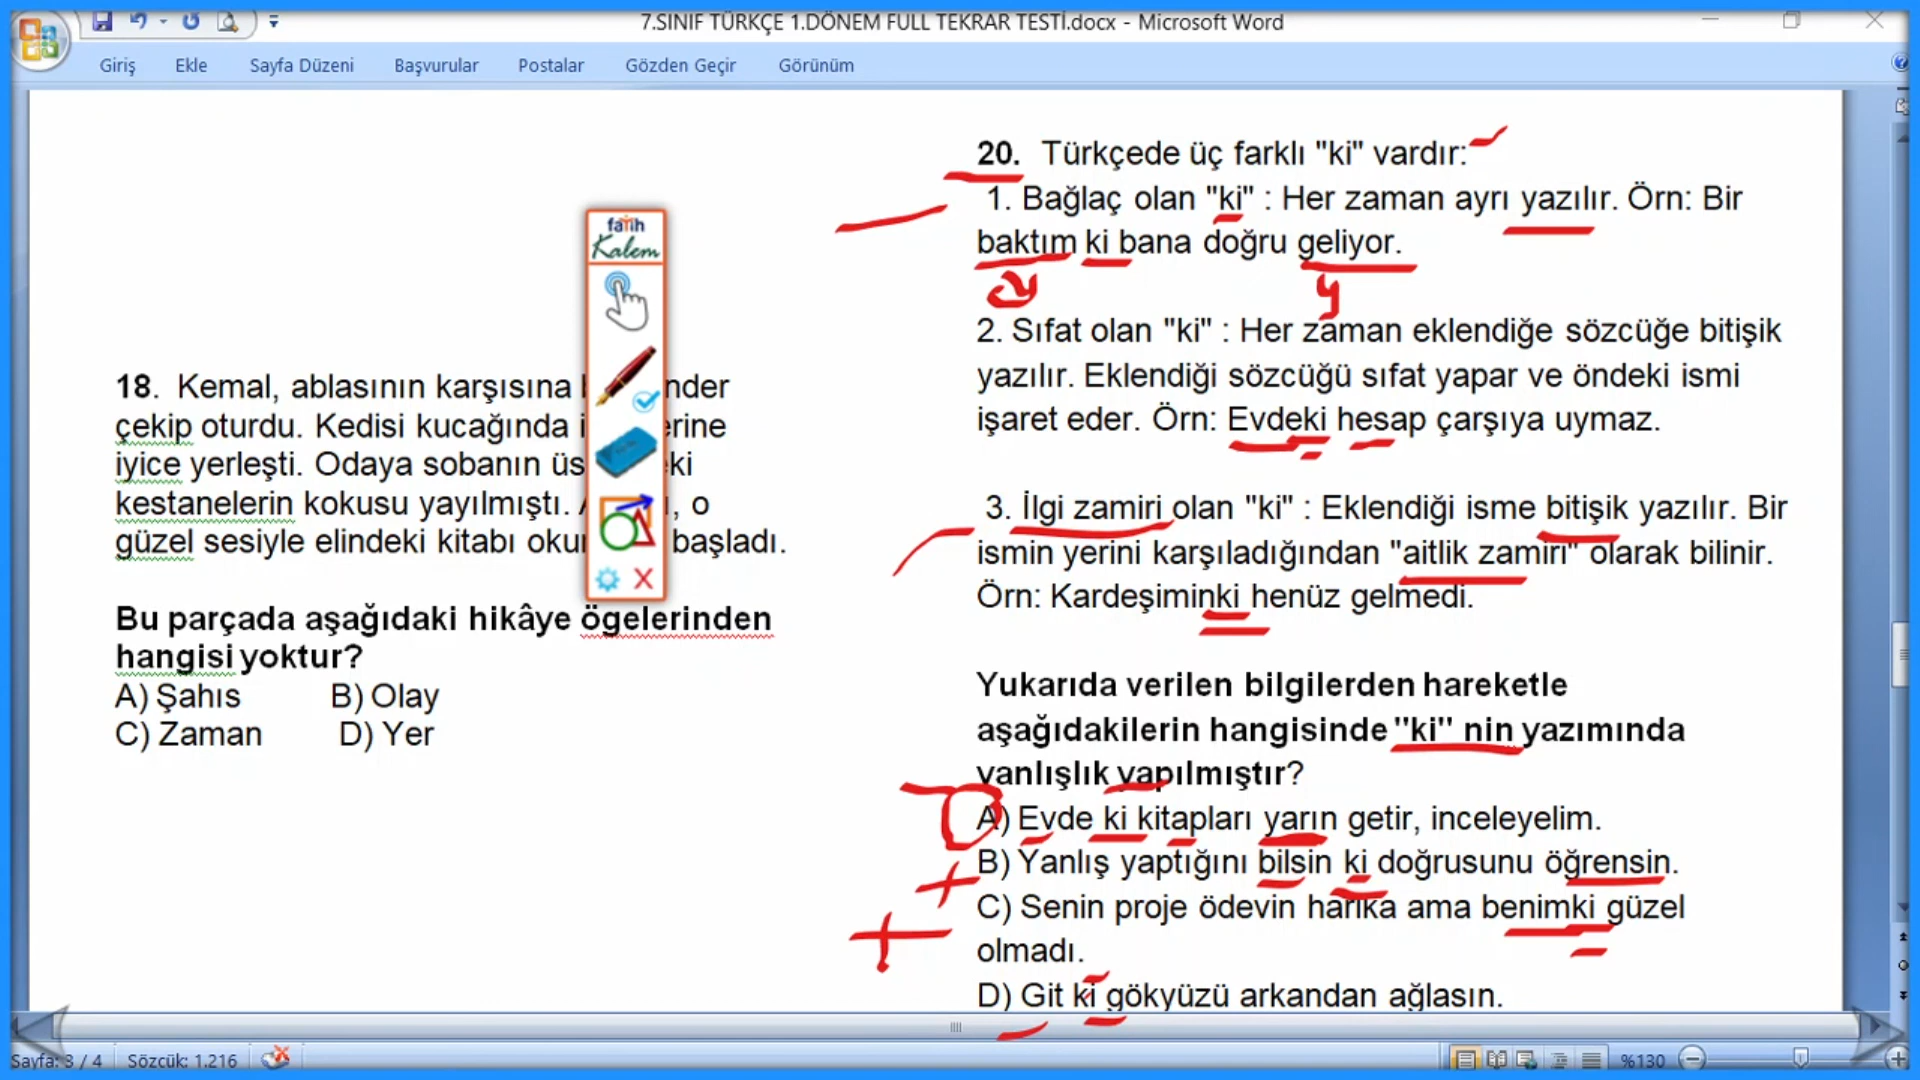 7.SINIF TÜRKÇE 1.DÖNEM FULL TEKRAR TESTİ.docx - Microsoft Word
Giriş Ekle Sayfa Düzeni Başvurular Postalar Gözden Geçir Görünüm
fatih
Kalem
18. Kemal, ablasının karşısına nder
çekip oturdu. Kedisi kucağında erine
iyice yerleşti. Odaya sobanın ki
kestanelerin kokusu yayılmıştı. , o
güzel sesiyle elindeki kitabı başladı.
Bu parçada aşağıdaki hikâye ögelerinden
hangisi yoktur?
A) Şahıs B) Olay
C) Zaman D) Yer
20. Türkçede üç farklı "ki" vardır:
1. Bağlaç olan "ki" : Her zaman ayrı yazılır. Örn: Bir
baktım ki bana doğru geliyor.
2. Sıfat olan "ki" : Her zaman eklendiğe sözcüğe bitişik
yazılır. Eklendiği sözcüğü sıfat yapar ve öndeki ismi
işaret eder. Örn: Evdeki hesap çarşıya uymaz.
3. İlgi zamiri olan "ki" : Eklendiği isme bitişik yazılır. Bir
ismin yerini karşıladığından "aitlik zamiri" olarak bilinir.
Örn: Kardeşiminki henüz gelmedi.
Yukarıda verilen bilgilerden hareketle
aşağıdakilerin hangisinde "ki" nin yazımında
yanlışlık yapılmıştır?
A) Evde ki kitapları yarın getir, inceleyelim.
B) Yanlış yaptığını bilsin ki doğrusunu öğrensin.
C) Senin proje ödevin harika ama benimki güzel
olmadı.
D) Git ki gökyüzü arkandan ağlasın.
Sayfa: 3 / 4 Sözcük: 1.216 %130